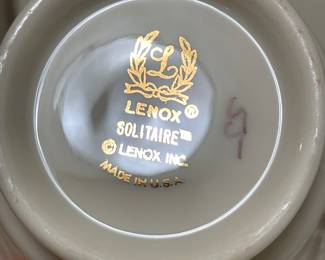 L
LENOX®
SOLITAIRE™
© LENOX INC.
MADE IN U.S.A